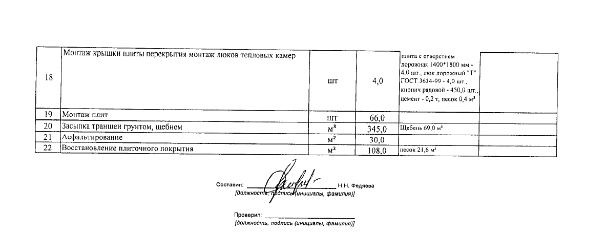 18 Монтаж крышки плиты перекрытия монтаж люков тепловых камер шт 4,0 плита с отверстием
дорожная 1400*1800 мм -
4,0 шт., люк дорожный "Т"
ГОСТ 3634-99 - 4,0 шт.,
кирпич рядовой - 450,0 шт.,
цемент - 0,2 т, песок 0,4 м³
19 Монтаж плит шт 66,0
20 Засыпка траншеи грунтом, щебнем м³ 345,0 Щебень 69,0 м³
21 Асфальтирование м² 30,0
22 Восстановление плиточного покрытия м² 108,0 песок 21,6 м³
Составил: Н.Н. Федяова
[должность, подпись (инициалы, фамилия)]
Проверил:
[должность, подпись (инициалы, фамилия)]